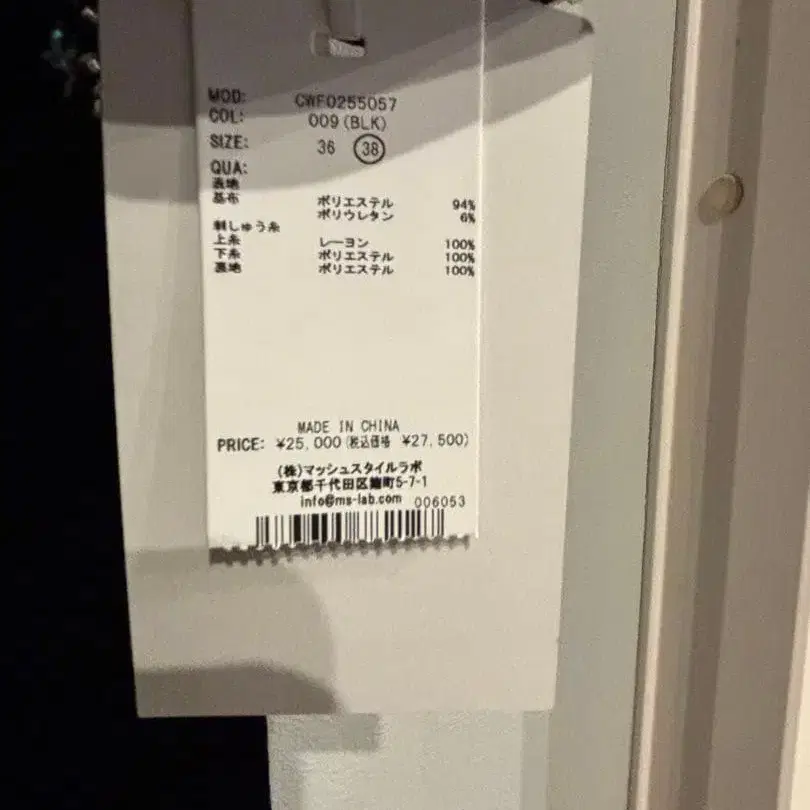 MOD: CWFO255057
COL: 009(BLK)
SIZE: 36 38
QUA:
表地
基布 ポリエステル 94%
ポリウレタン 6%
刺しゅう糸
上糸 レーヨン 100%
下糸 ポリエステル 100%
裏地 ポリエステル 100%
MADE IN CHINA
PRICE: ¥25,000(税込価格 ¥27,500)
(株)マッシュスタイルラボ
東京都千代田区麹町5-7-1
info@ms-lab.com 006053